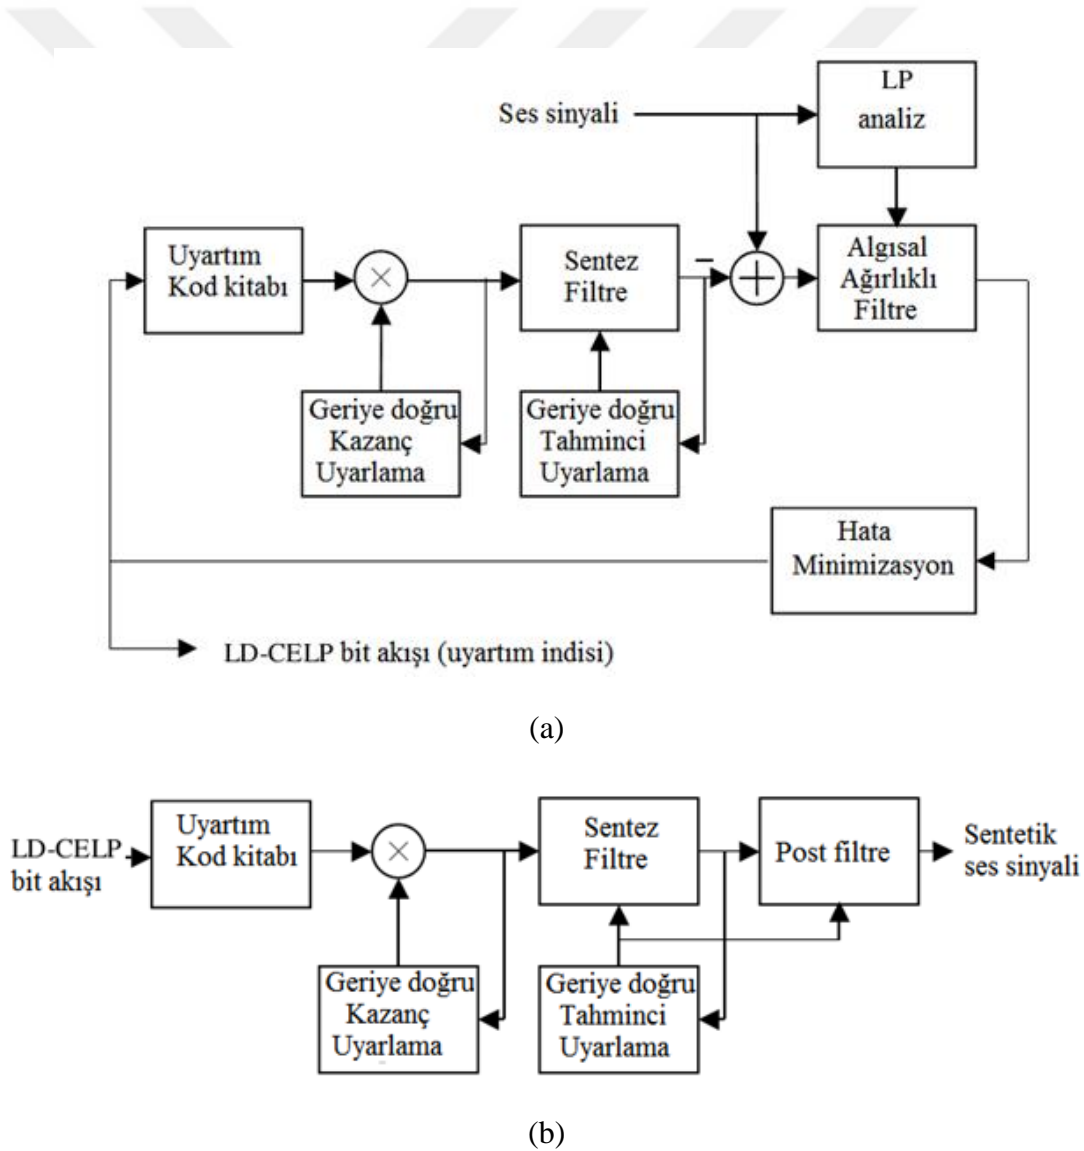 LP
analiz
Ses sinyali
Uyartım
Kod kitabı
×
Sentez
Filtre
−
+
Algısal
Ağırlıklı
Filtre
Geriye doğru
Kazanç
Uyarlama
Geriye doğru
Tahminci
Uyarlama
Hata
Minimizasyon
LD-CELP bit akışı (uyartım indisi)
(a)
LD-CELP
bit akışı
Uyartım
Kod kitabı
×
Sentez
Filtre
Post filtre
Sentetik
ses sinyali
Geriye doğru
Kazanç
Uyarlama
Geriye doğru
Tahminci
Uyarlama
(b)